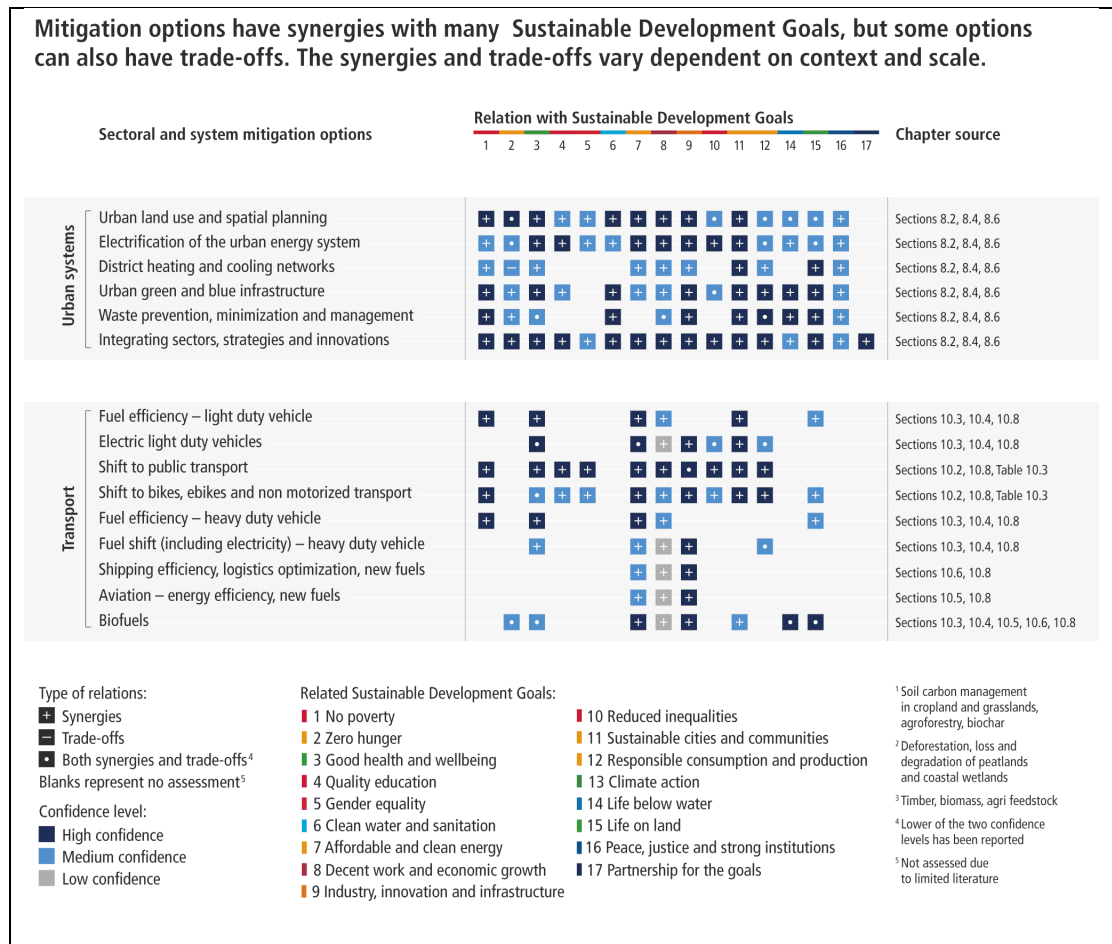 Mitigation options have synergies with many Sustainable Development Goals, but some options
can also have trade-offs. The synergies and trade-offs vary dependent on context and scale.
Relation with Sustainable Development Goals
Sectoral and system mitigation options
Chapter source
1 2 3 4 5 6 7 8 9 10 11 12 14 15 16 17
Urban systems
Urban land use and spatial planning
Sections 8.2, 8.4, 8.6
Electrification of the urban energy system
Sections 8.2, 8.4, 8.6
District heating and cooling networks
Sections 8.2, 8.4, 8.6
Urban green and blue infrastructure
Sections 8.2, 8.4, 8.6
Waste prevention, minimization and management
Sections 8.2, 8.4, 8.6
Integrating sectors, strategies and innovations
Sections 8.2, 8.4, 8.6
Transport
Fuel efficiency – light duty vehicle
Sections 10.3, 10.4, 10.8
Electric light duty vehicles
Sections 10.3, 10.4, 10.8
Shift to public transport
Sections 10.2, 10.8, Table 10.3
Shift to bikes, ebikes and non motorized transport
Sections 10.2, 10.8, Table 10.3
Fuel efficiency – heavy duty vehicle
Sections 10.3, 10.4, 10.8
Fuel shift (including electricity) – heavy duty vehicle
Sections 10.3, 10.4, 10.8
Shipping efficiency, logistics optimization, new fuels
Sections 10.6, 10.8
Aviation – energy efficiency, new fuels
Sections 10.5, 10.8
Biofuels
Sections 10.3, 10.4, 10.5, 10.6, 10.8
Type of relations:
+ Synergies
– Trade-offs
• Both synergies and trade-offs⁴
Blanks represent no assessment⁵
Confidence level:
High confidence
Medium confidence
Low confidence
Related Sustainable Development Goals:
1 No poverty
2 Zero hunger
3 Good health and wellbeing
4 Quality education
5 Gender equality
6 Clean water and sanitation
7 Affordable and clean energy
8 Decent work and economic growth
9 Industry, innovation and infrastructure
10 Reduced inequalities
11 Sustainable cities and communities
12 Responsible consumption and production
13 Climate action
14 Life below water
15 Life on land
16 Peace, justice and strong institutions
17 Partnership for the goals
¹ Soil carbon management
in cropland and grasslands,
agroforestry, biochar
² Deforestation, loss and
degradation of peatlands
and coastal wetlands
³ Timber, biomass, agri feedstock
⁴ Lower of the two confidence
levels has been reported
⁵ Not assessed due
to limited literature